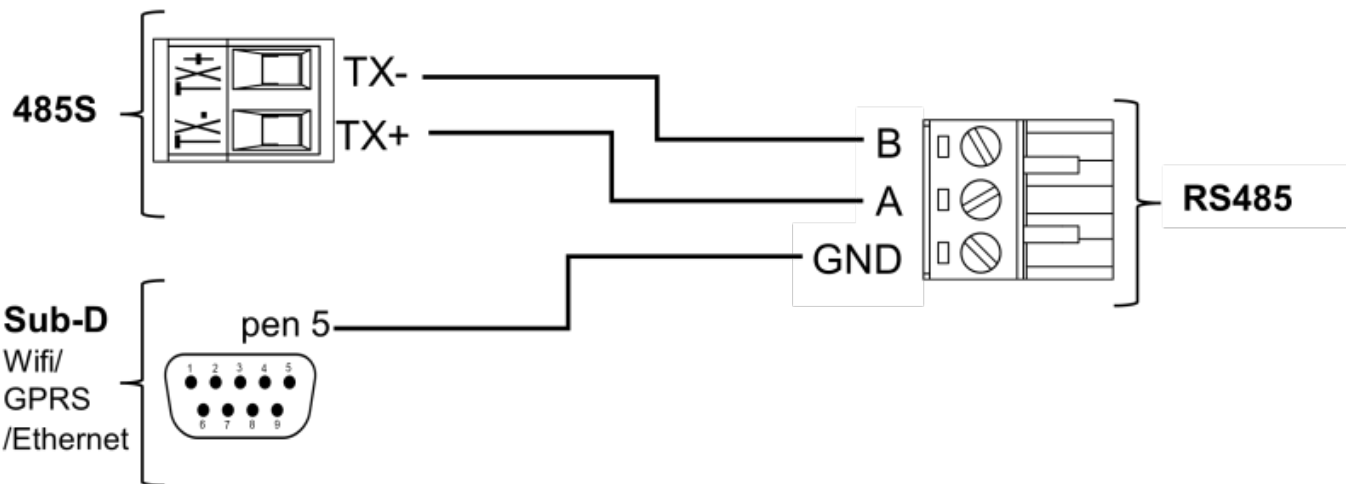 485S
TX+
TX-
TX-
TX+
B
A
GND
RS485
Sub-D
Wifi/
GPRS
/Ethernet
pen 5
1 2 3 4 5
6 7 8 9